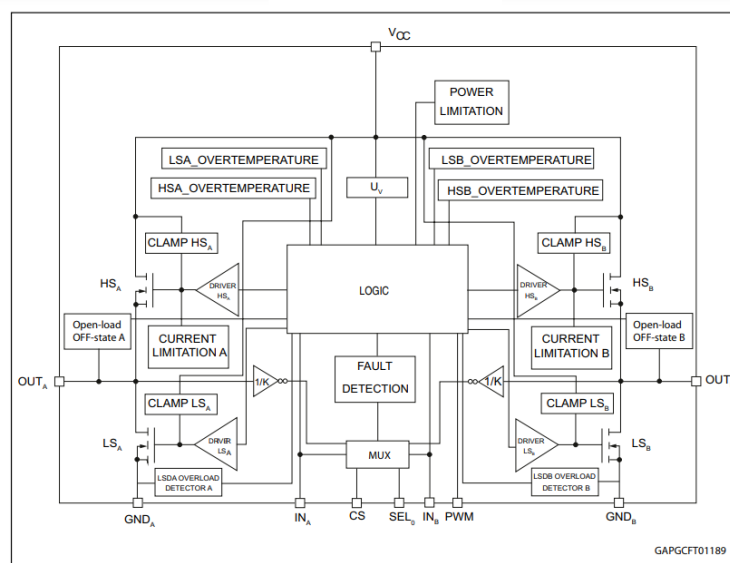 VCC
POWER
LIMITATION
LSA_OVERTEMPERATURE
LSB_OVERTEMPERATURE
HSA_OVERTEMPERATURE
UV
HSB_OVERTEMPERATURE
CLAMP HSA
CLAMP HSB
HSA
DRIVER
HSA
LOGIC
DRIVER
HSB
HSB
Open-load
OFF-state A
CURRENT
LIMITATION A
CURRENT
LIMITATION B
Open-load
OFF-state B
FAULT
DETECTION
OUTA
1/K
1/K
OUT
CLAMP LSA
CLAMP LSB
LSA
DRIVER
LSA
MUX
DRIVER
LSB
LSB
LSDA OVERLOAD
DETECTOR A
LSDB OVERLOAD
DETECTOR B
GNDA
INA
CS
SEL0
INB
PWM
GNDB
GAPGCFT01189